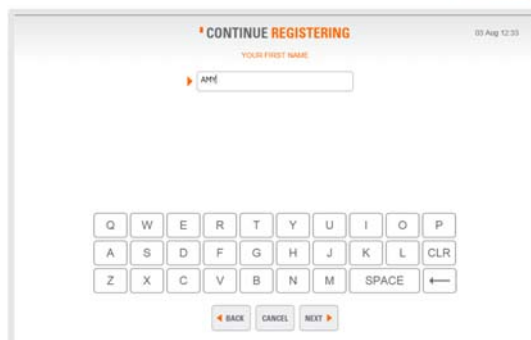 CONTINUE REGISTERING
03 Aug 12:33
YOUR FIRST NAME
AMY
Q W E R T Y U I O P
A S D F G H J K L CLR
Z X C V B N M SPACE
BACK CANCEL NEXT